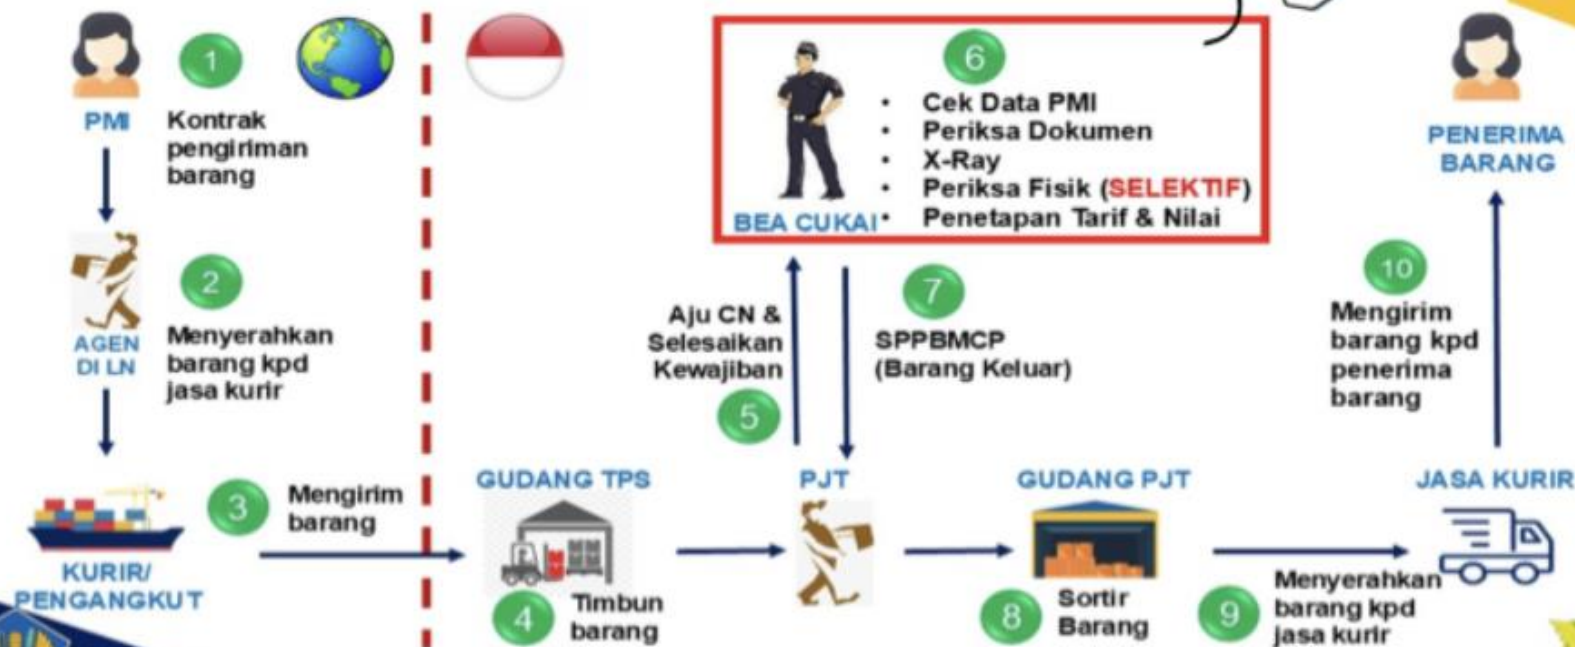 PMI
1
Kontrak
pengiriman
barang
AGEN
DI LN
2
Menyerahkan
barang kpd
jasa kurir
KURIR/
PENGANGKUT
3
Mengirim
barang
GUDANG TPS
4
Timbun
barang
PJT
Aju CN &
Selesaikan
Kewajiban
5
BEA CUKAI
6
• Cek Data PMI
• Periksa Dokumen
• X-Ray
• Periksa Fisik (SELEKTIF)
• Penetapan Tarif & Nilai
7
SPPBMCP
(Barang Keluar)
GUDANG PJT
8
Sortir
Barang
9
Menyerahkan
barang kpd
jasa kurir
JASA KURIR
10
Mengirim
barang kpd
penerima
barang
PENERIMA
BARANG